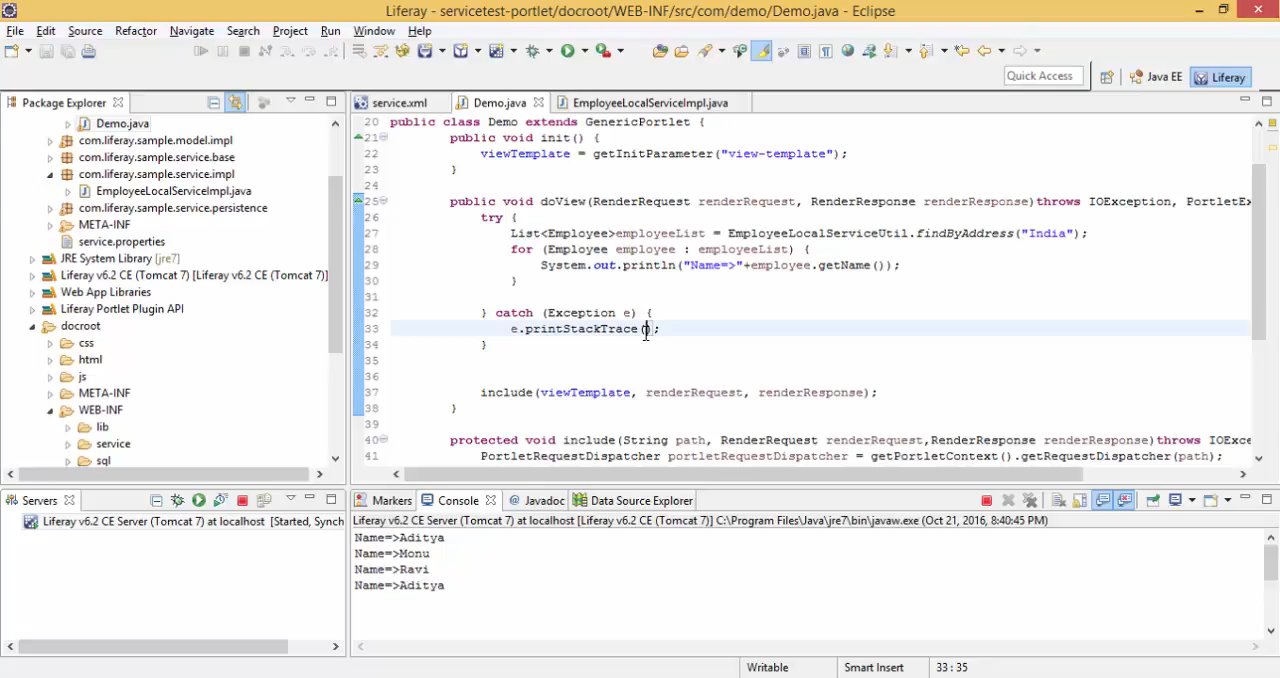 Liferay - servicetest-portlet/docroot/WEB-INF/src/com/demo/Demo.java - Eclipse
File Edit Source Refactor Navigate Search Project Run Window Help
Quick Access
Java EE
Liferay
Package Explorer
Demo.java
com.liferay.sample.model.impl
com.liferay.sample.service.base
com.liferay.sample.service.impl
EmployeeLocalServiceImpl.java
com.liferay.sample.service.persistence
META-INF
service.properties
JRE System Library [jre7]
Liferay v6.2 CE (Tomcat 7) [Liferay v6.2 CE (Tomcat 7)]
Web App Libraries
Liferay Portlet Plugin API
docroot
css
html
js
META-INF
WEB-INF
lib
service
sql
service.xml Demo.java EmployeeLocalServiceImpl.java
20 public class Demo extends GenericPortlet {
21 public void init() {
22 viewTemplate = getInitParameter("view-template");
23 }
24
25 public void doView(RenderRequest renderRequest, RenderResponse renderResponse)throws IOException, PortletEx
26 try {
27 List<Employee>employeeList = EmployeeLocalServiceUtil.findByAddress("India");
28 for (Employee employee : employeeList) {
29 System.out.println("Name=>"+employee.getName());
30 }
31
32 } catch (Exception e) {
33 e.printStackTrace();
34 }
35
36
37 include(viewTemplate, renderRequest, renderResponse);
38 }
39
40 protected void include(String path, RenderRequest renderRequest,RenderResponse renderResponse)throws IOExce
41 PortletRequestDispatcher portletRequestDispatcher = getPortletContext().getRequestDispatcher(path);
Servers
Liferay v6.2 CE Server (Tomcat 7) at localhost [Started, Synch
Markers Console Javadoc Data Source Explorer
Liferay v6.2 CE Server (Tomcat 7) at localhost [Liferay v6.2 CE (Tomcat 7)] C:\Program Files\Java\jre7\bin\javaw.exe (Oct 21, 2016, 8:40:45 PM)
Name=>Aditya
Name=>Monu
Name=>Ravi
Name=>Aditya
Writable Smart Insert 33 : 35